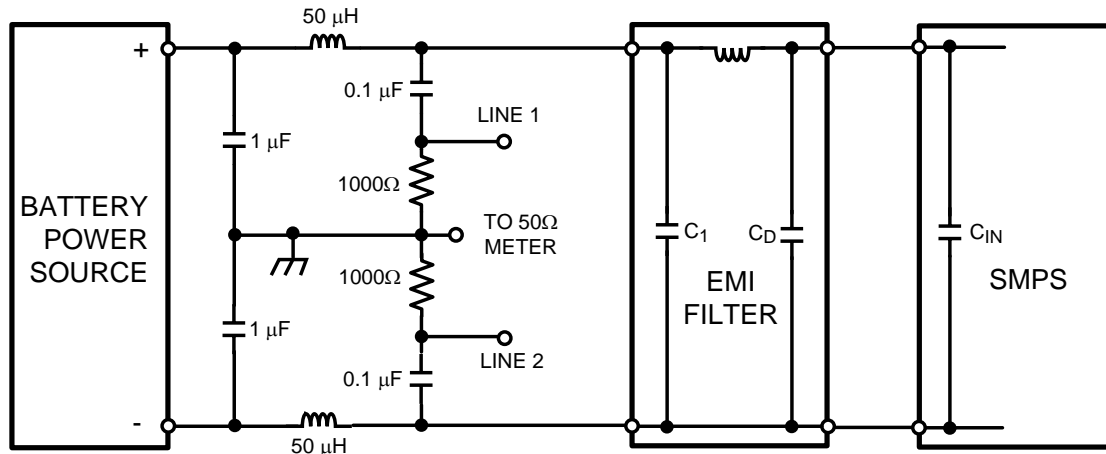 50 μH
+
0.1 μF
LINE 1
1 μF
1000Ω
BATTERY
POWER
SOURCE
TO 50Ω
METER
C1
CD
CIN
1000Ω
EMI
FILTER
SMPS
1 μF
LINE 2
0.1 μF
-
50 μH